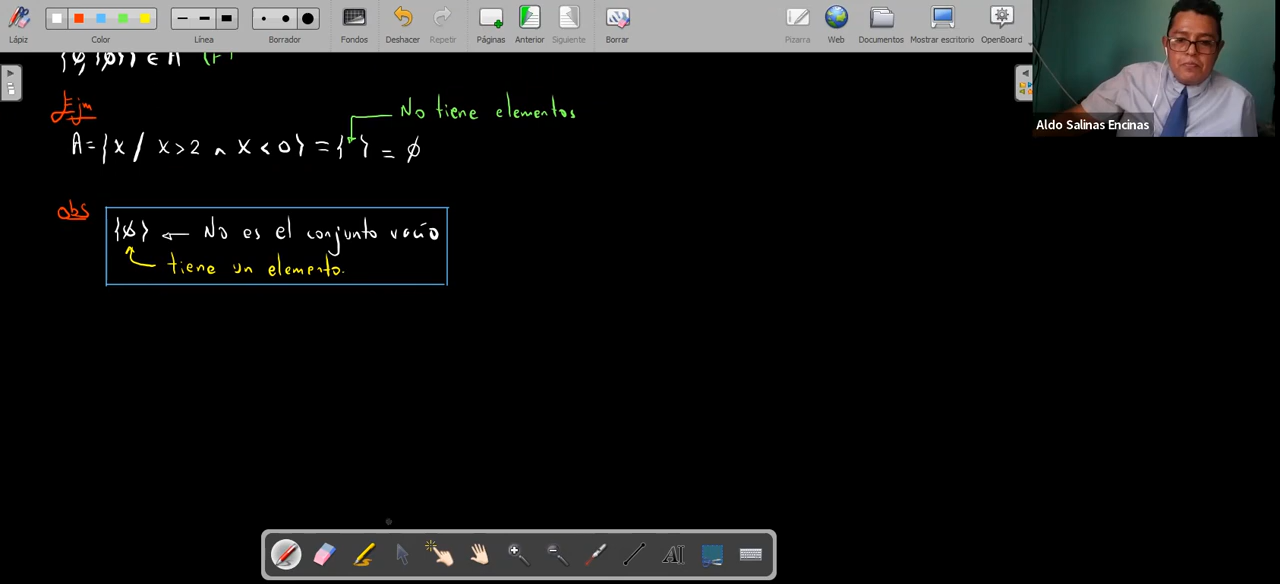 Lápiz Color Línea Borrador Fondos Deshacer Repetir Páginas Anterior Siguiente Borrar Pizarra Web Documentos Mostrar escritorio OpenBoard
Aldo Salinas Encinas
∈ A
Ejm
No tiene elementos
A = {x / x > 2 ∧ x < 0} = { } = ∅
Obs
{∅} ← No es el conjunto vacío
tiene un elemento.
AI